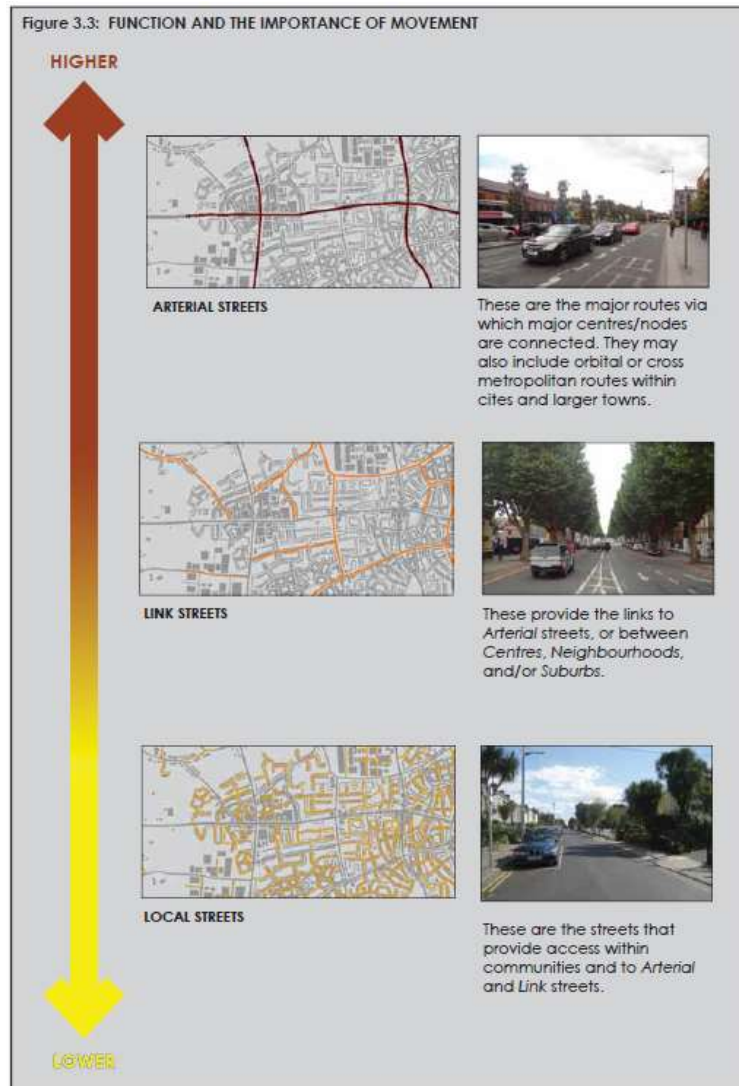 Figure 3.3: FUNCTION AND THE IMPORTANCE OF MOVEMENT
HIGHER
ARTERIAL STREETS
These are the major routes via
which major centres/nodes
are connected. They may
also include orbital or cross
metropolitan routes within
cites and larger towns.
LINK STREETS
These provide the links to
Arterial streets, or between
Centres, Neighbourhoods,
and/or Suburbs.
LOCAL STREETS
These are the streets that
provide access within
communities and to Arterial
and Link streets.
LOWER